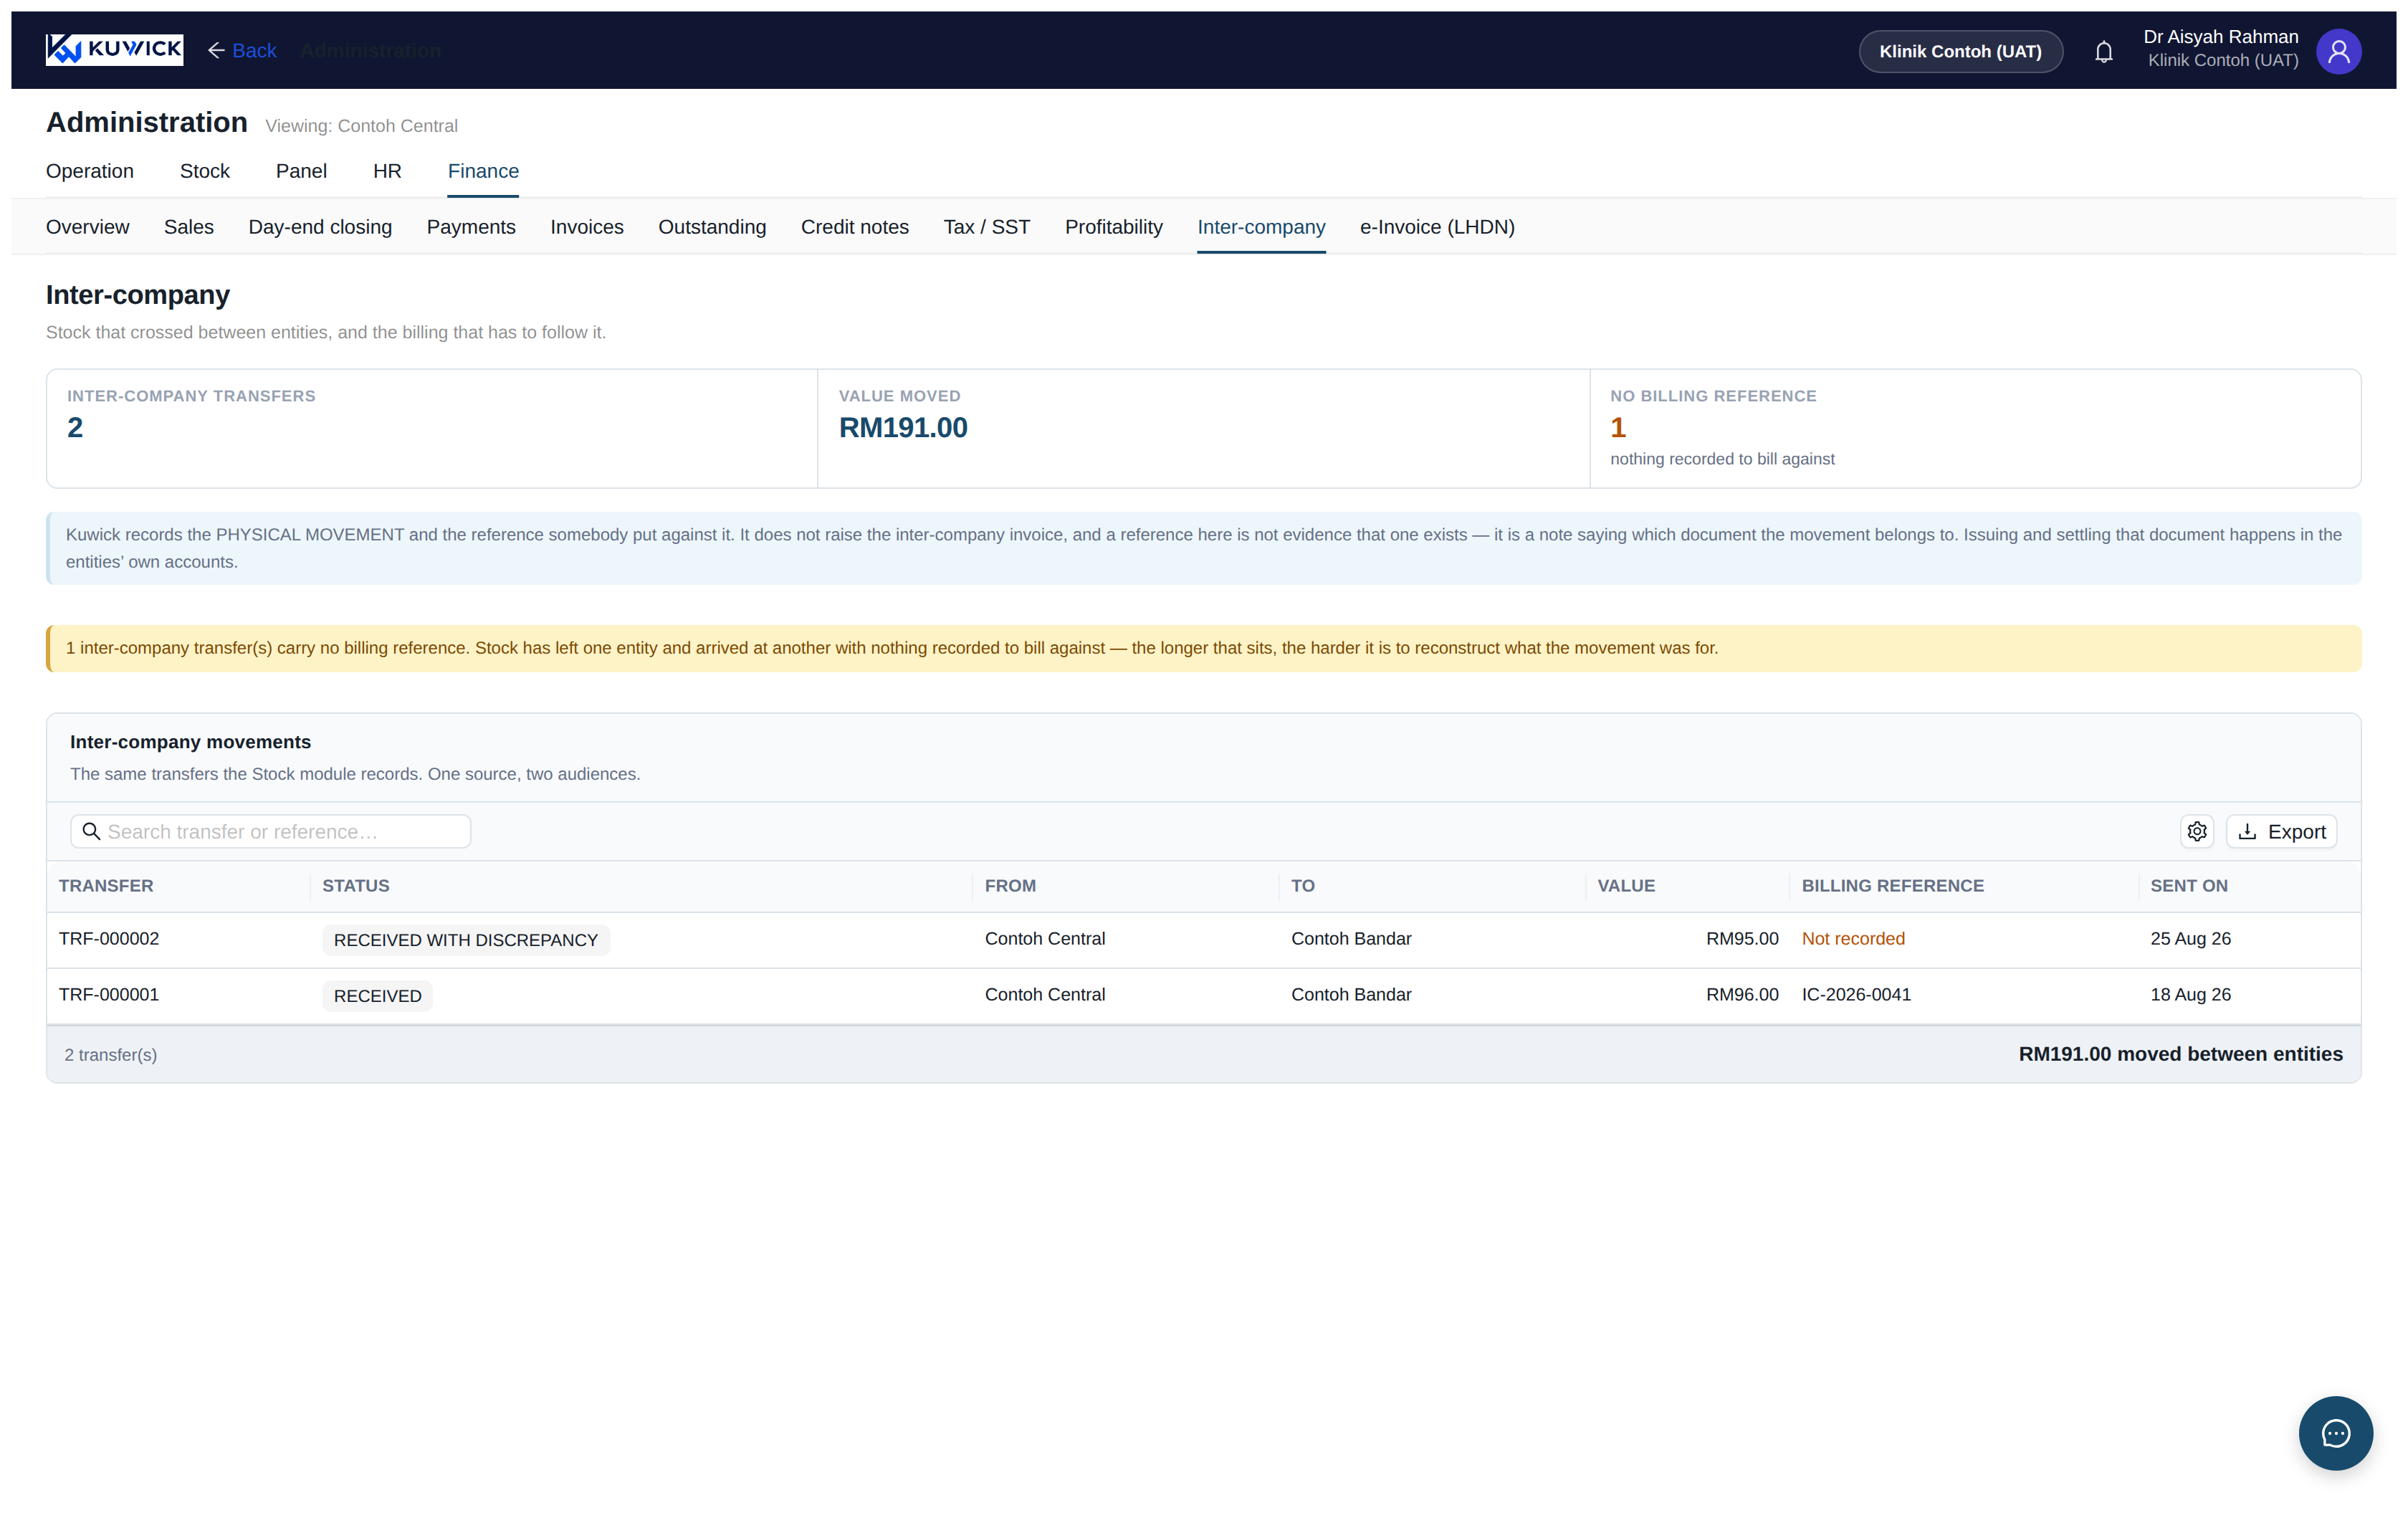 KUWICK
Back
Administration
Klinik Contoh (UAT)
Dr Aisyah Rahman
Klinik Contoh (UAT)
Administration
Viewing: Contoh Central
Operation
Stock
Panel
HR
Finance
Overview
Sales
Day-end closing
Payments
Invoices
Outstanding
Credit notes
Tax / SST
Profitability
Inter-company
e-Invoice (LHDN)
Inter-company
Stock that crossed between entities, and the billing that has to follow it.
INTER-COMPANY TRANSFERS
2
VALUE MOVED
RM191.00
NO BILLING REFERENCE
1
nothing recorded to bill against
Kuwick records the PHYSICAL MOVEMENT and the reference somebody put against it. It does not raise the inter-company invoice, and a reference here is not evidence that one exists — it is a note saying which document the movement belongs to. Issuing and settling that document happens in the
entities’ own accounts.
1 inter-company transfer(s) carry no billing reference. Stock has left one entity and arrived at another with nothing recorded to bill against — the longer that sits, the harder it is to reconstruct what the movement was for.
Inter-company movements
The same transfers the Stock module records. One source, two audiences.
Search transfer or reference…
Export
TRANSFER STATUS FROM TO VALUE BILLING REFERENCE SENT ON
TRF-000002 RECEIVED WITH DISCREPANCY Contoh Central Contoh Bandar RM95.00 Not recorded 25 Aug 26
TRF-000001 RECEIVED Contoh Central Contoh Bandar RM96.00 IC-2026-0041 18 Aug 26
2 transfer(s)
RM191.00 moved between entities